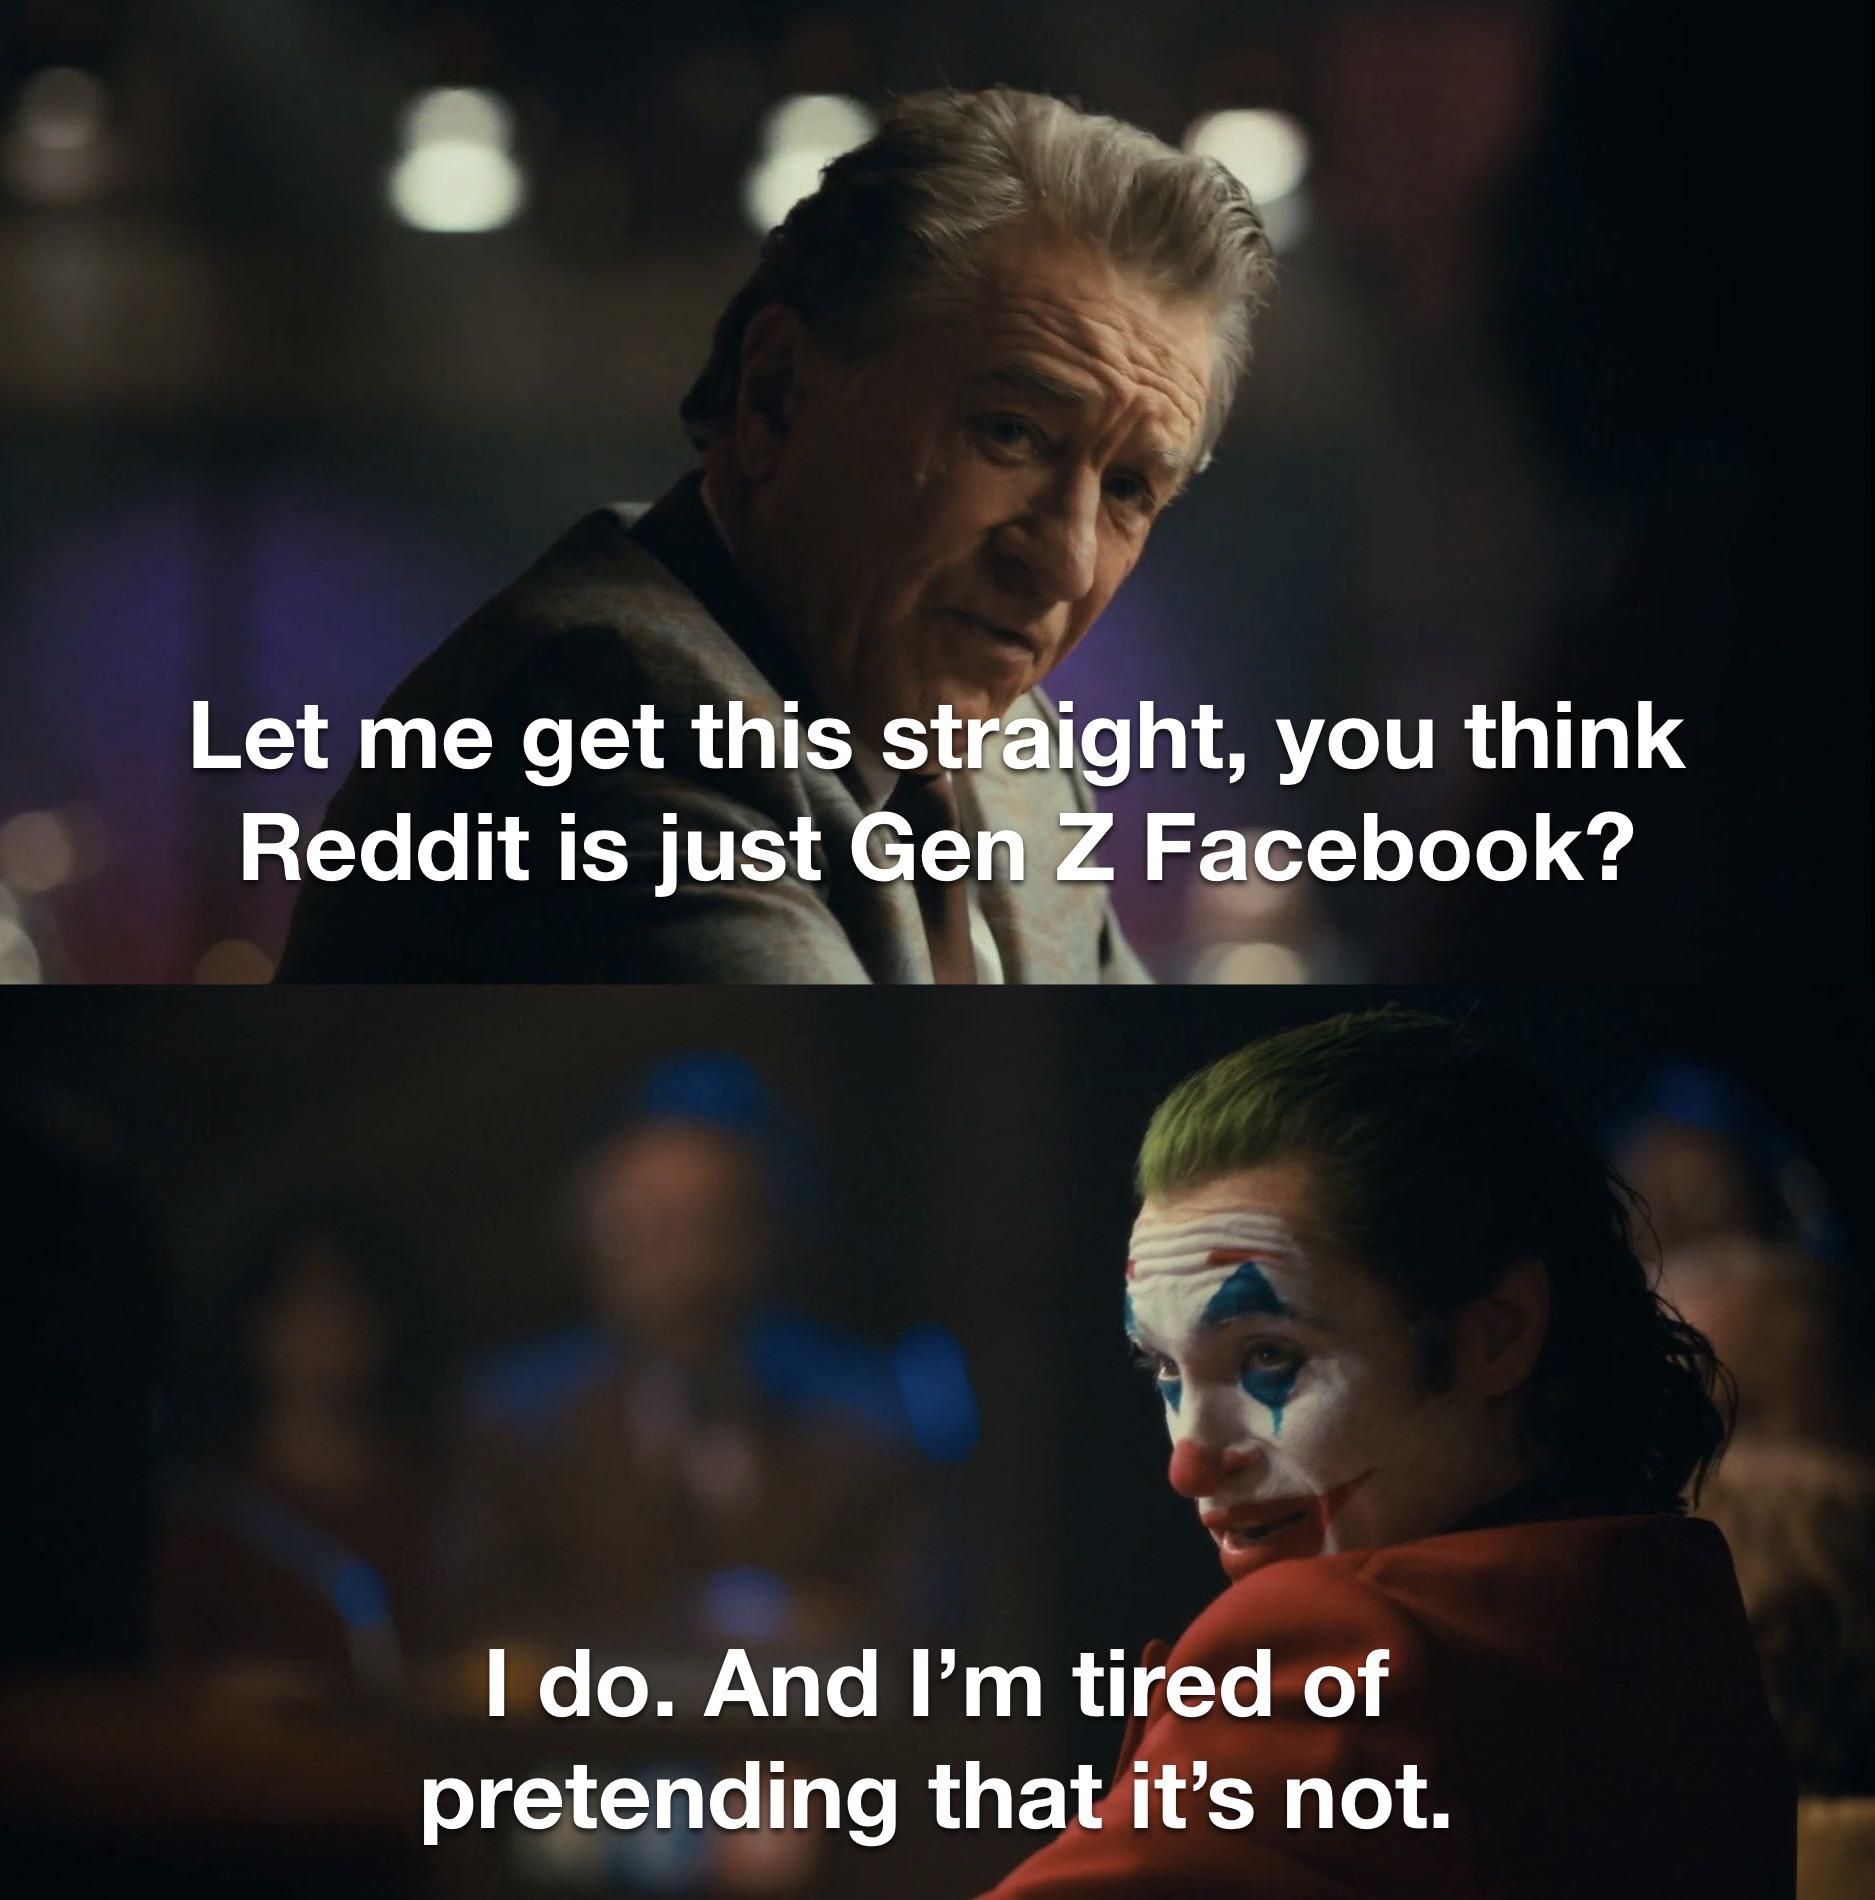 Let me get this straight, you think
Reddit is just Gen Z Facebook?
I do. And I’m tired of
pretending that it’s not.